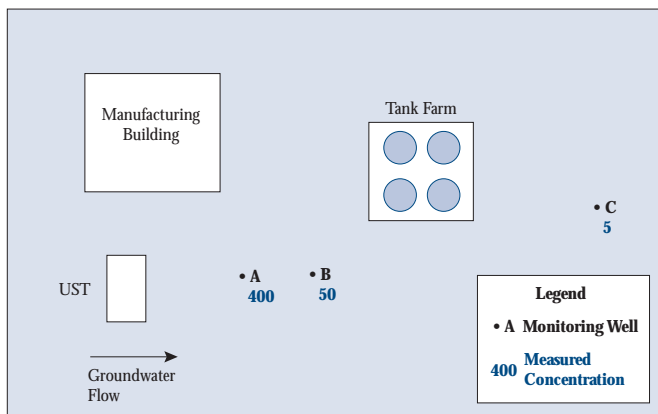 Manufacturing
Building
Tank Farm
• C
5
UST
• A
400
• B
50
Groundwater
Flow
Legend
• A Monitoring Well
400 Measured
Concentration